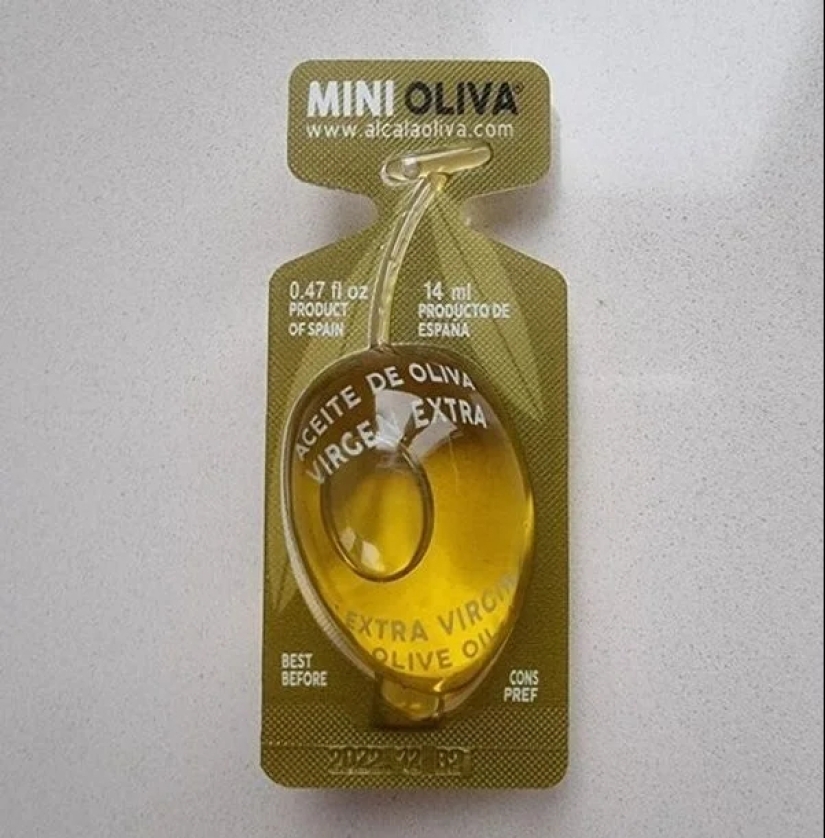 MINI OLIVA®
www.alcalaoliva.com
0.47 fl oz
PRODUCT
OF SPAIN
14 ml
PRODUCTO DE
ESPAÑA
ACEITE DE OLIVA
VIRGEN EXTRA
EXTRA VIRGIN
OLIVE OIL
BEST
BEFORE
CONS
PREF
2022